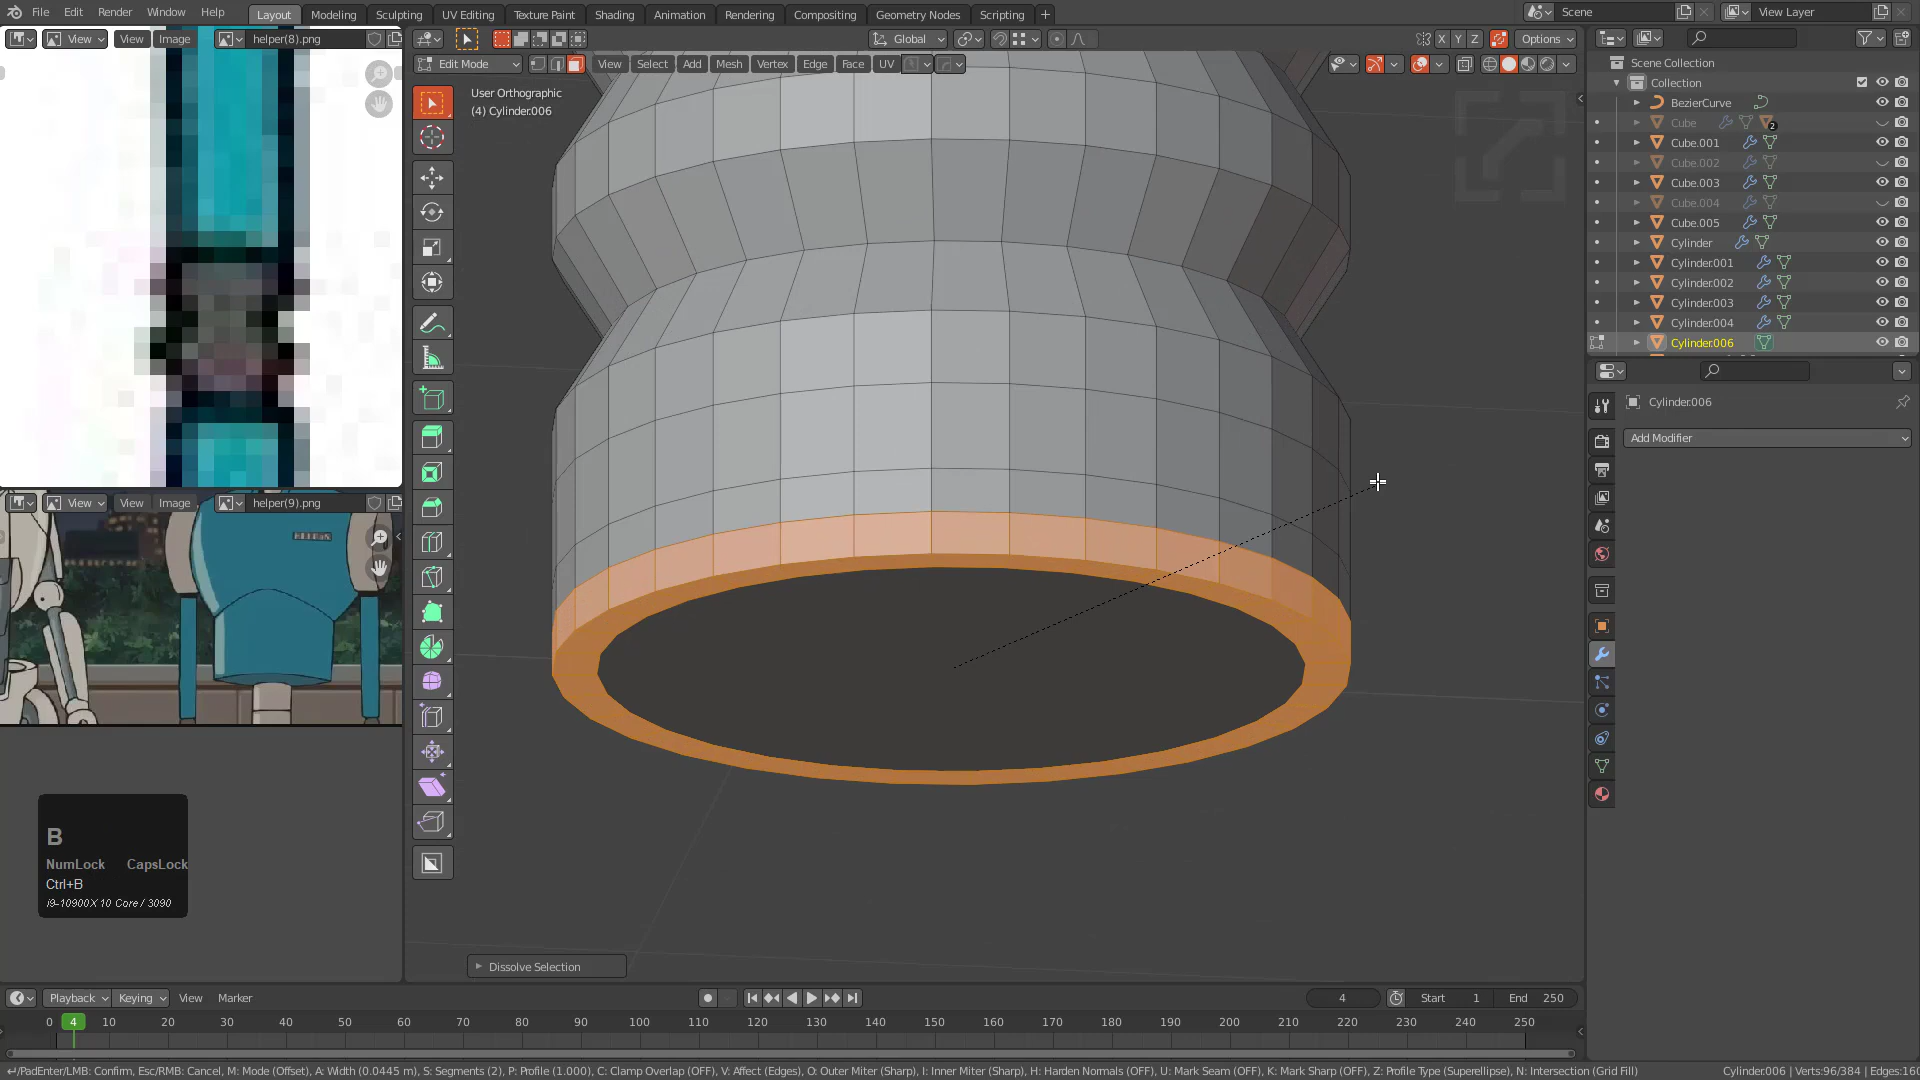 File Edit Render Window Help Layout Modeling Sculpting UV Editing Texture Paint Shading Animation Rendering Compositing Geometry Nodes Scripting + Scene View Layer
View View Image helper(8).png Global X Y Z Options
Edit Mode View Select Add Mesh Vertex Edge Face UV
User Orthographic
(4) Cylinder.006
Scene Collection
Collection
BezierCurve
Cube 2
Cube.001
Cube.002
Cube.003
Cube.004
Cube.005
Cylinder
Cylinder.001
Cylinder.002
Cylinder.003
Cylinder.004
Cylinder.006
Cylinder.006
Add Modifier
View View Image helper(9).png
B
NumLock CapsLock
Ctrl+B
i9-10900X 10 Core / 3090
Dissolve Selection
Playback Keying View Marker 4 Start 1 End 250
0 4 10 20 30 40 50 60 70 80 90 100 110 120 130 140 150 160 170 180 190 200 210 220 230 240 250
/PadEnter/LMB: Confirm, Esc/RMB: Cancel, M: Mode (Offset), A: Width (0.0445 m), S: Segments (2), P: Profile (1.000), C: Clamp Overlap (OFF), V: Affect (Edges), O: Outer Miter (Sharp), I: Inner Miter (Sharp), H: Harden Normals (OFF), U: Mark Seam (OFF), K: Mark Sharp (OFF), Z: Profile Type (Superellipse), N: Intersection (Grid Fill) Cylinder.006 | Verts:96/384 | Edges:160